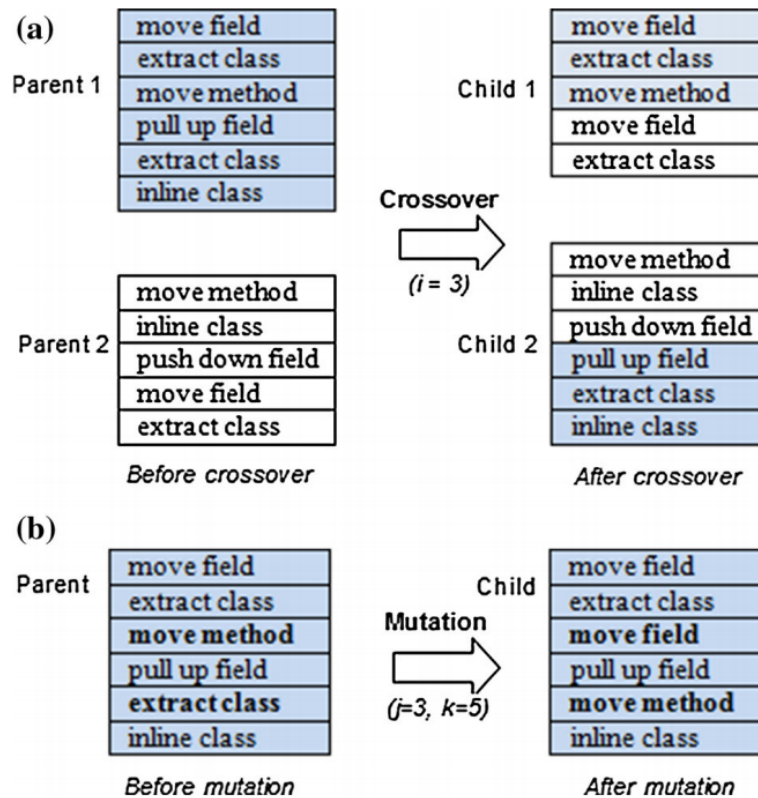 (a)
Parent 1
move field
extract class
move method
pull up field
extract class
inline class
Parent 2
move method
inline class
push down field
move field
extract class
Before crossover
Crossover
(i = 3)
Child 1
move field
extract class
move method
move field
extract class
Child 2
move method
inline class
push down field
pull up field
extract class
inline class
After crossover
(b)
Parent
move field
extract class
move method
pull up field
extract class
inline class
Before mutation
Mutation
(j=3, k=5)
Child
move field
extract class
move field
pull up field
move method
inline class
After mutation